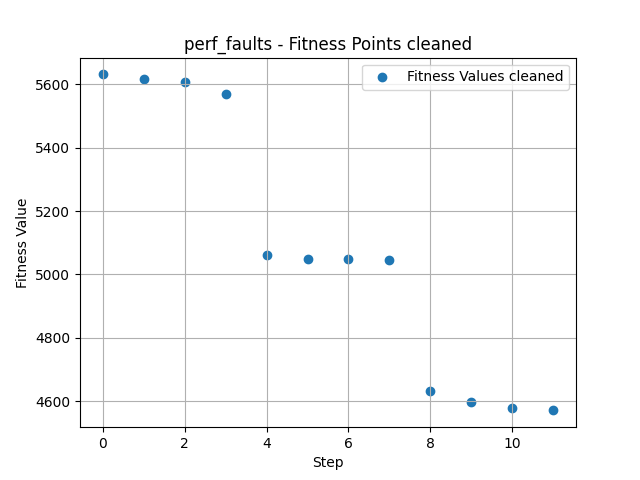 perf_faults - Fitness Points cleaned
Fitness Values cleaned
Fitness Value
5600
5400
5200
5000
4800
4600
0 2 4 6 8 10
Step